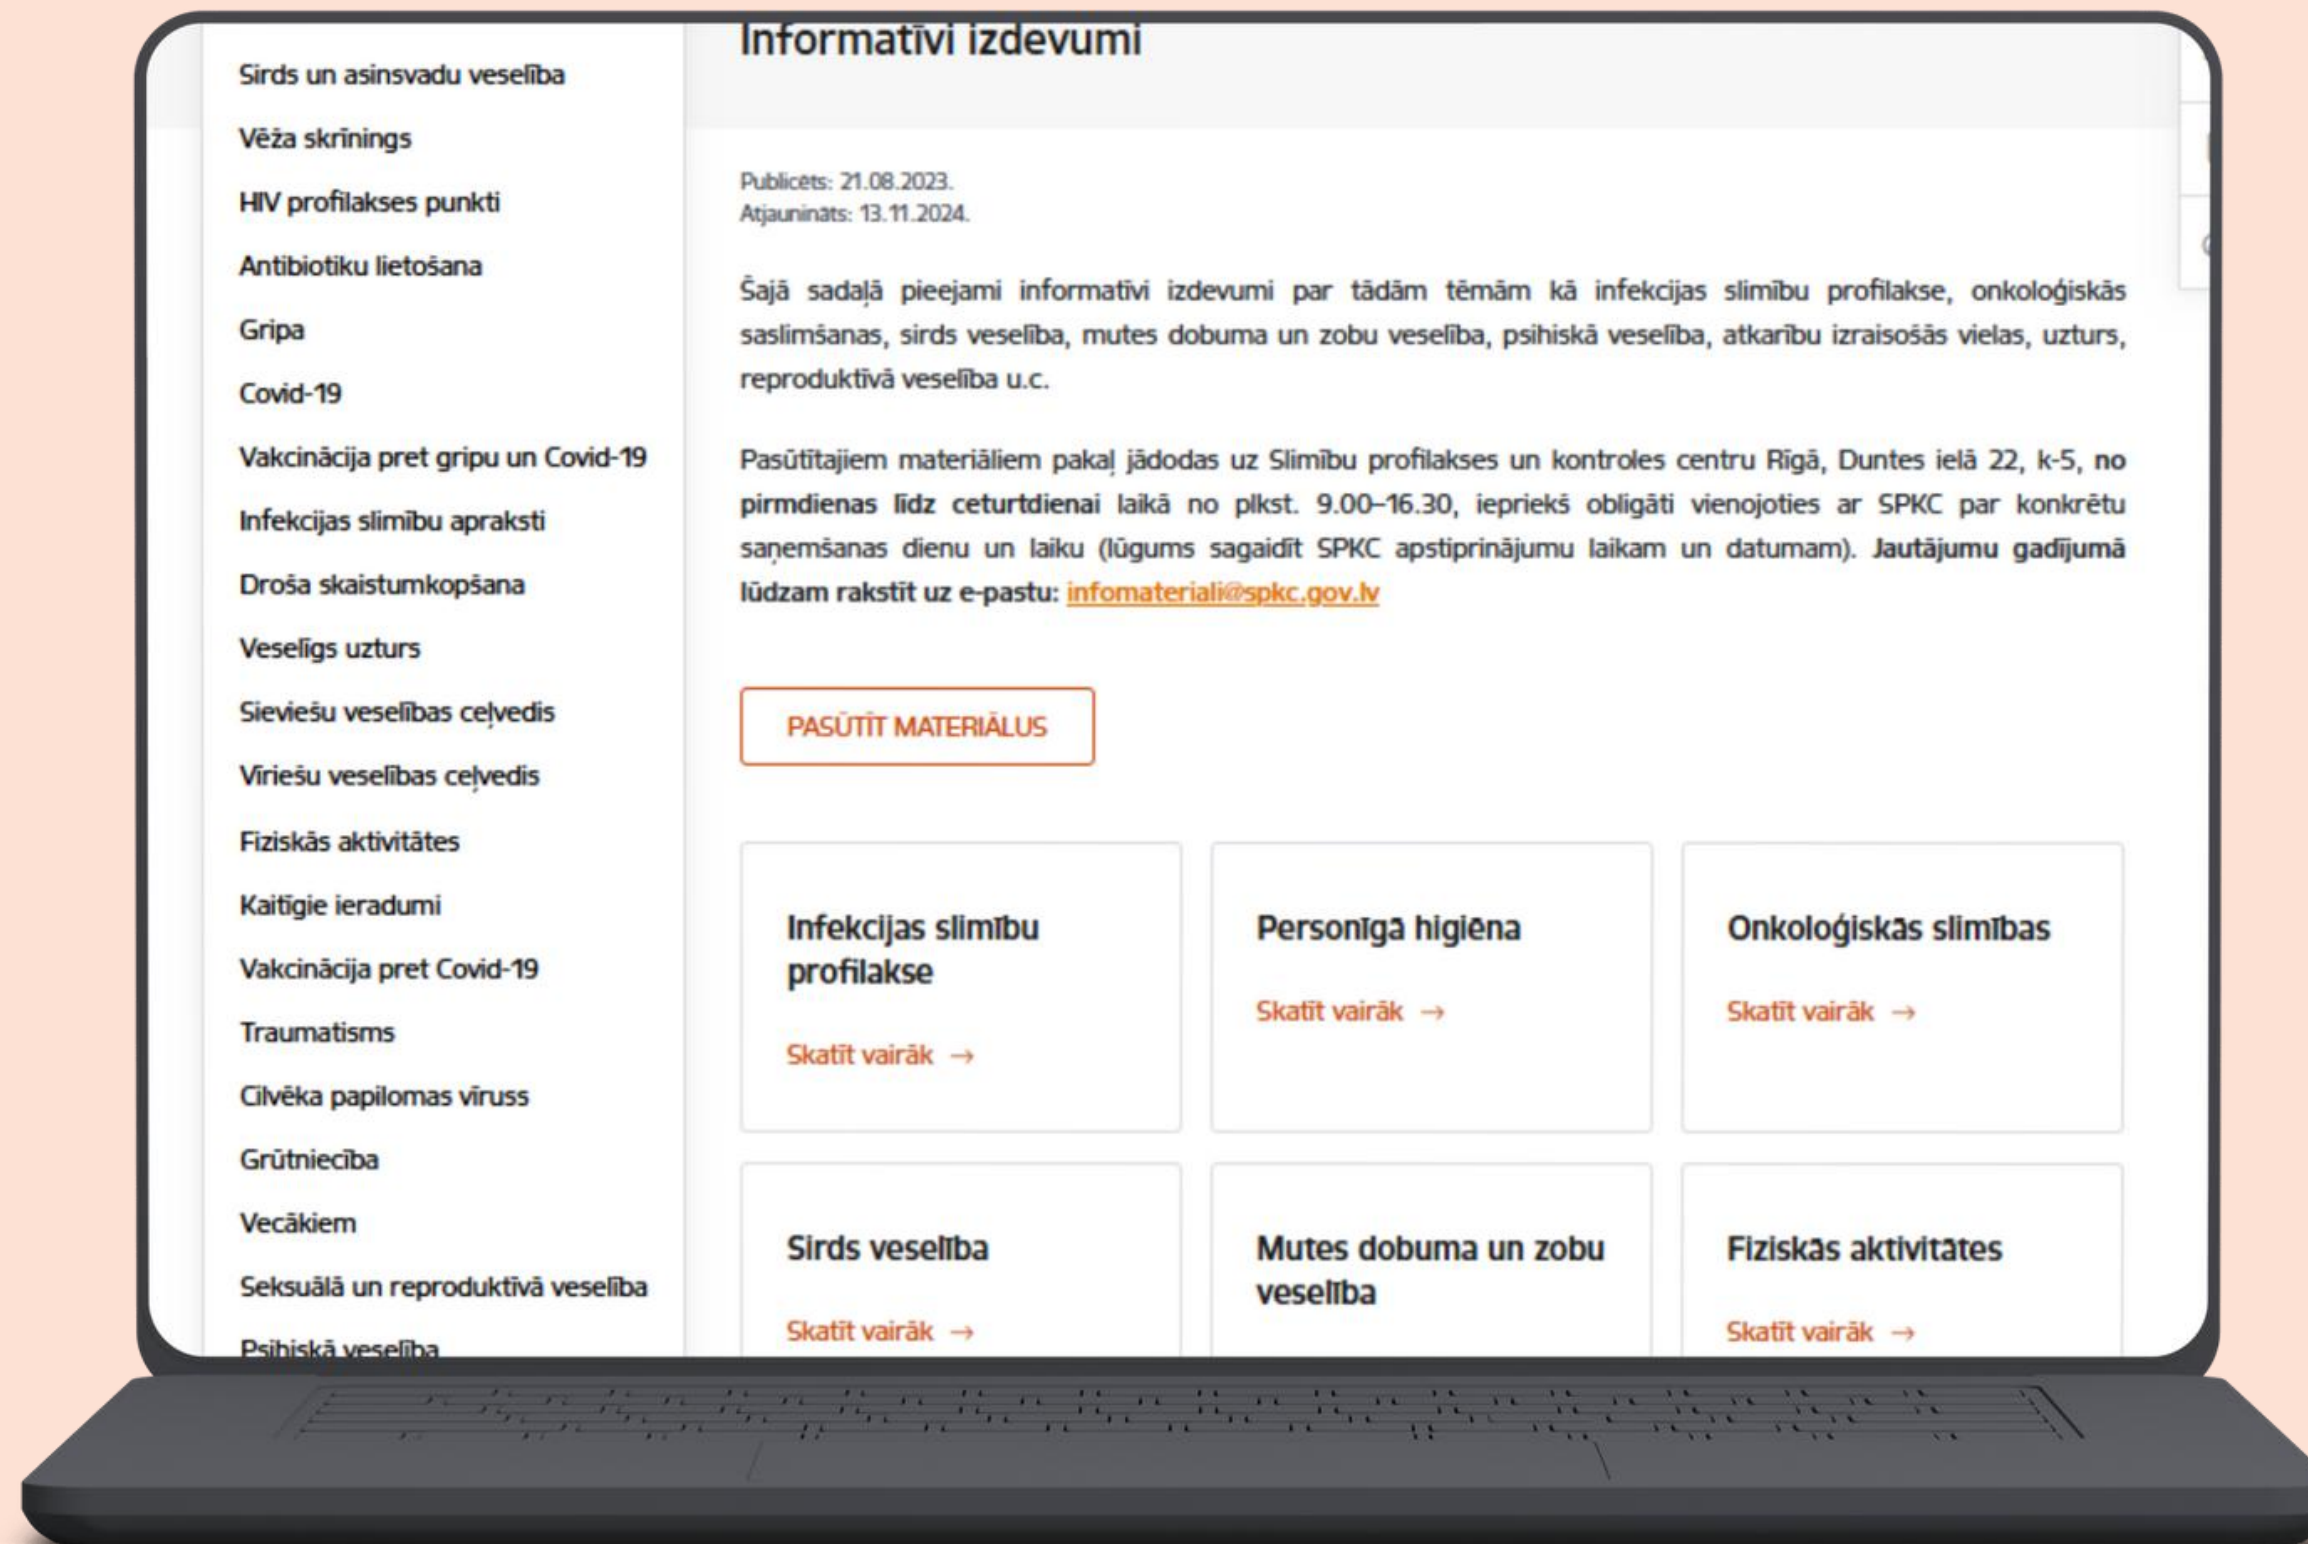 Sirds un asinsvadu veselība
Vēža skrīnings
HIV profilakses punkti
Antibiotiku lietošana
Gripa
Covid-19
Vakcinācija pret gripu un Covid-19
Infekcijas slimību apraksti
Droša skaistumkopšana
Veselīgs uzturs
Sieviešu veselības ceļvedis
Vīriešu veselības ceļvedis
Fiziskās aktivitātes
Kaitīgie ieradumi
Vakcinācija pret Covid-19
Traumatisms
Cilvēka papilomas vīruss
Grūtniecība
Vecākiem
Seksuālā un reproduktīvā veselība
Psihiskā veselība
Informatīvi izdevumi
Publicēts: 21.08.2023.
Atjaunināts: 13.11.2024.
Šajā sadaļā pieejami informatīvi izdevumi par tādām tēmām kā infekcijas slimību profilakse, onkoloģiskās
saslimšanas, sirds veselība, mutes dobuma un zobu veselība, psihiskā veselība, atkarību izraisošās vielas, uzturs,
reproduktīvā veselība u.c.
Pasūtītajiem materiāliem pakaļ jādodas uz Slimību profilakses un kontroles centru Rīgā, Duntes ielā 22, k-5, no
pirmdienas līdz ceturtdienai laikā no plkst. 9.00–16.30, iepriekš obligāti vienojoties ar SPKC par konkrētu
saņemšanas dienu un laiku (lūgums sagaidīt SPKC apstiprinājumu laikam un datumam). Jautājumu gadījumā
lūdzam rakstīt uz e-pastu: infomateriali@spkc.gov.lv
PASŪTĪT MATERIĀLUS
Infekcijas slimību
profilakse
Skatīt vairāk →
Personīgā higiēna
Skatīt vairāk →
Onkoloģiskās slimības
Skatīt vairāk →
Sirds veselība
Skatīt vairāk →
Mutes dobuma un zobu
veselība
Fiziskās aktivitātes
Skatīt vairāk →